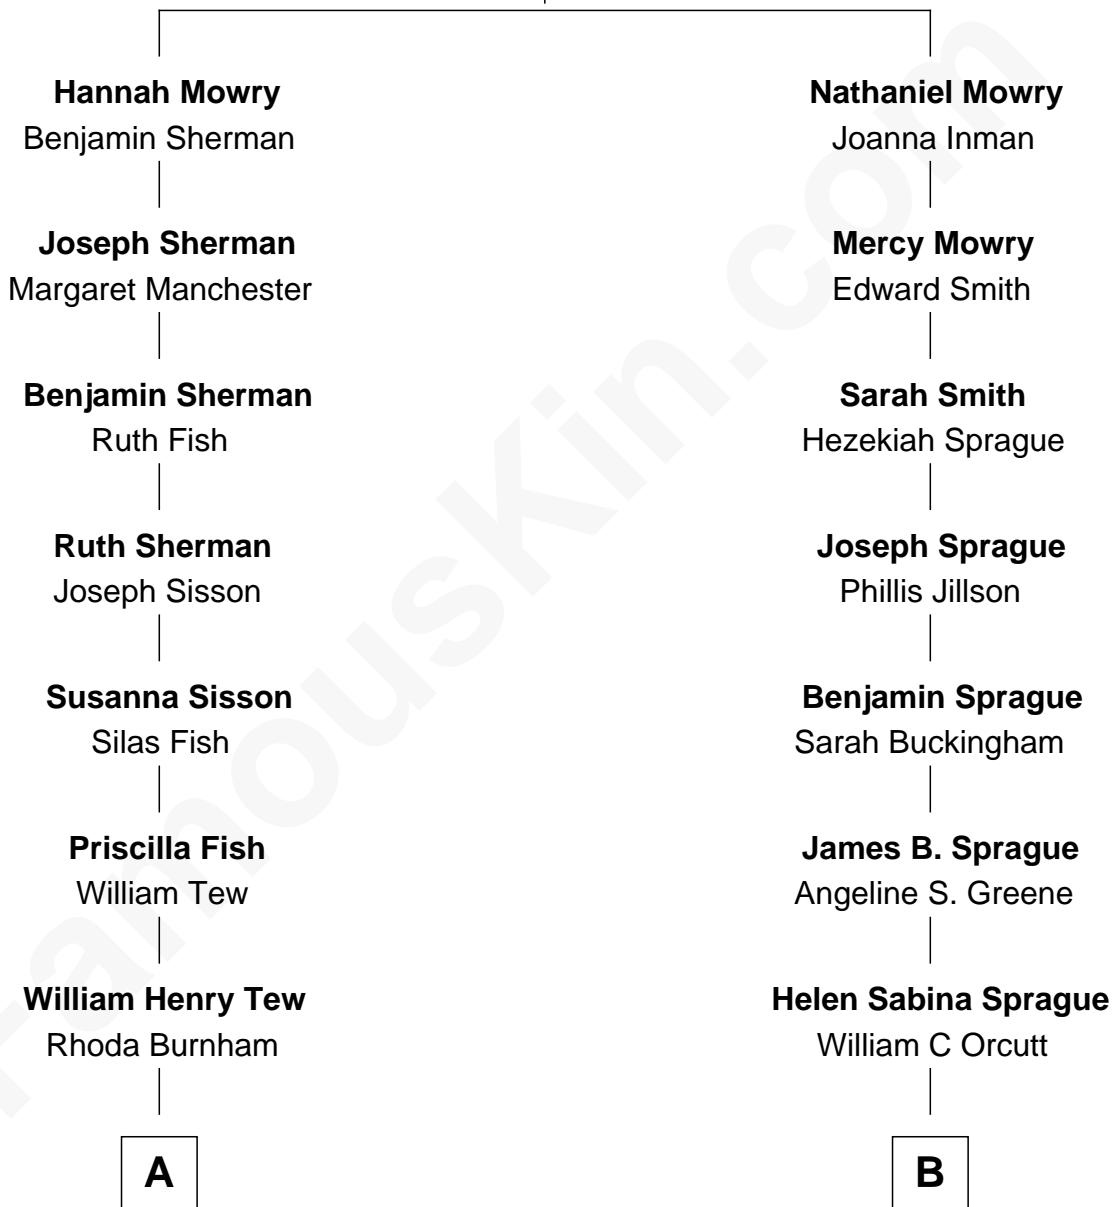 Hannah Mowry
Benjamin Sherman
Joseph Sherman
Margaret Manchester
Benjamin Sherman
Ruth Fish
Ruth Sherman
Joseph Sisson
Susanna Sisson
Silas Fish
Priscilla Fish
William Tew
William Henry Tew
Rhoda Burnham
A
Nathaniel Mowry
Joanna Inman
Mercy Mowry
Edward Smith
Sarah Smith
Hezekiah Sprague
Joseph Sprague
Phillis Jillson
Benjamin Sprague
Sarah Buckingham
James B. Sprague
Angeline S. Greene
Helen Sabina Sprague
William C Orcutt
B
FamousKin.com